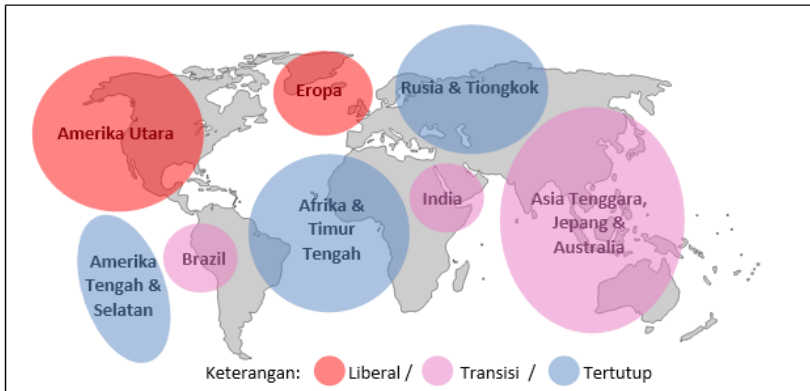 Amerika Utara
Eropa
Rusia & Tiongkok
Afrika &
Timur
Tengah
India
Asia Tenggara,
Jepang &
Australia
Amerika
Tengah &
Selatan
Brazil
Keterangan: Liberal / Transisi / Tertutup